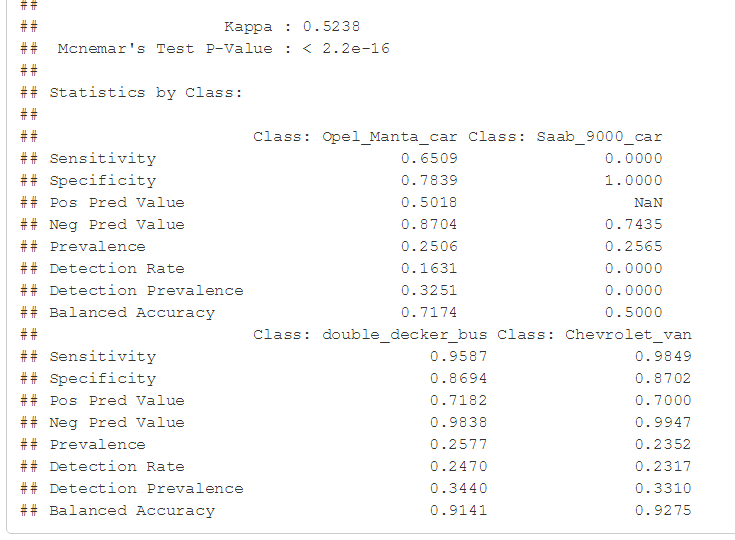 ##
##                    Kappa : 0.5238
##  Mcnemar's Test P-Value : < 2.2e-16
##
## Statistics by Class:
##
##                      Class: Opel_Manta_car Class: Saab_9000_car
## Sensitivity                         0.6509               0.0000
## Specificity                         0.7839               1.0000
## Pos Pred Value                      0.5018                  NaN
## Neg Pred Value                      0.8704               0.7435
## Prevalence                          0.2506               0.2565
## Detection Rate                      0.1631               0.0000
## Detection Prevalence                0.3251               0.0000
## Balanced Accuracy                   0.7174               0.5000
##                      Class: double_decker_bus Class: Chevrolet_van
## Sensitivity                            0.9587               0.9849
## Specificity                            0.8694               0.8702
## Pos Pred Value                         0.7182               0.7000
## Neg Pred Value                         0.9838               0.9947
## Prevalence                             0.2577               0.2352
## Detection Rate                         0.2470               0.2317
## Detection Prevalence                   0.3440               0.3310
## Balanced Accuracy                      0.9141               0.9275